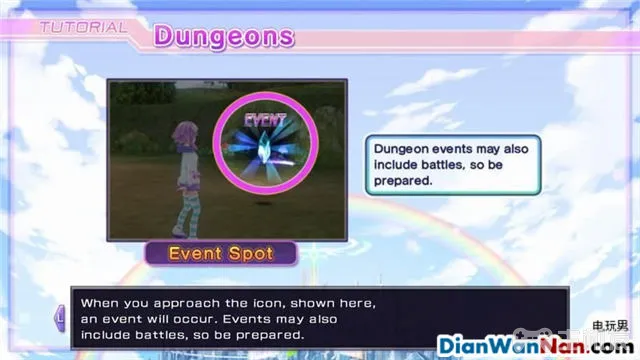 TUTORIAL
Dungeons
EVENT
Dungeon events may also
include battles, so be
prepared.
Event Spot
L
When you approach the icon, shown here,
an event will occur. Events may also
include battles, so be prepared.
电玩男
DianWanNan.com